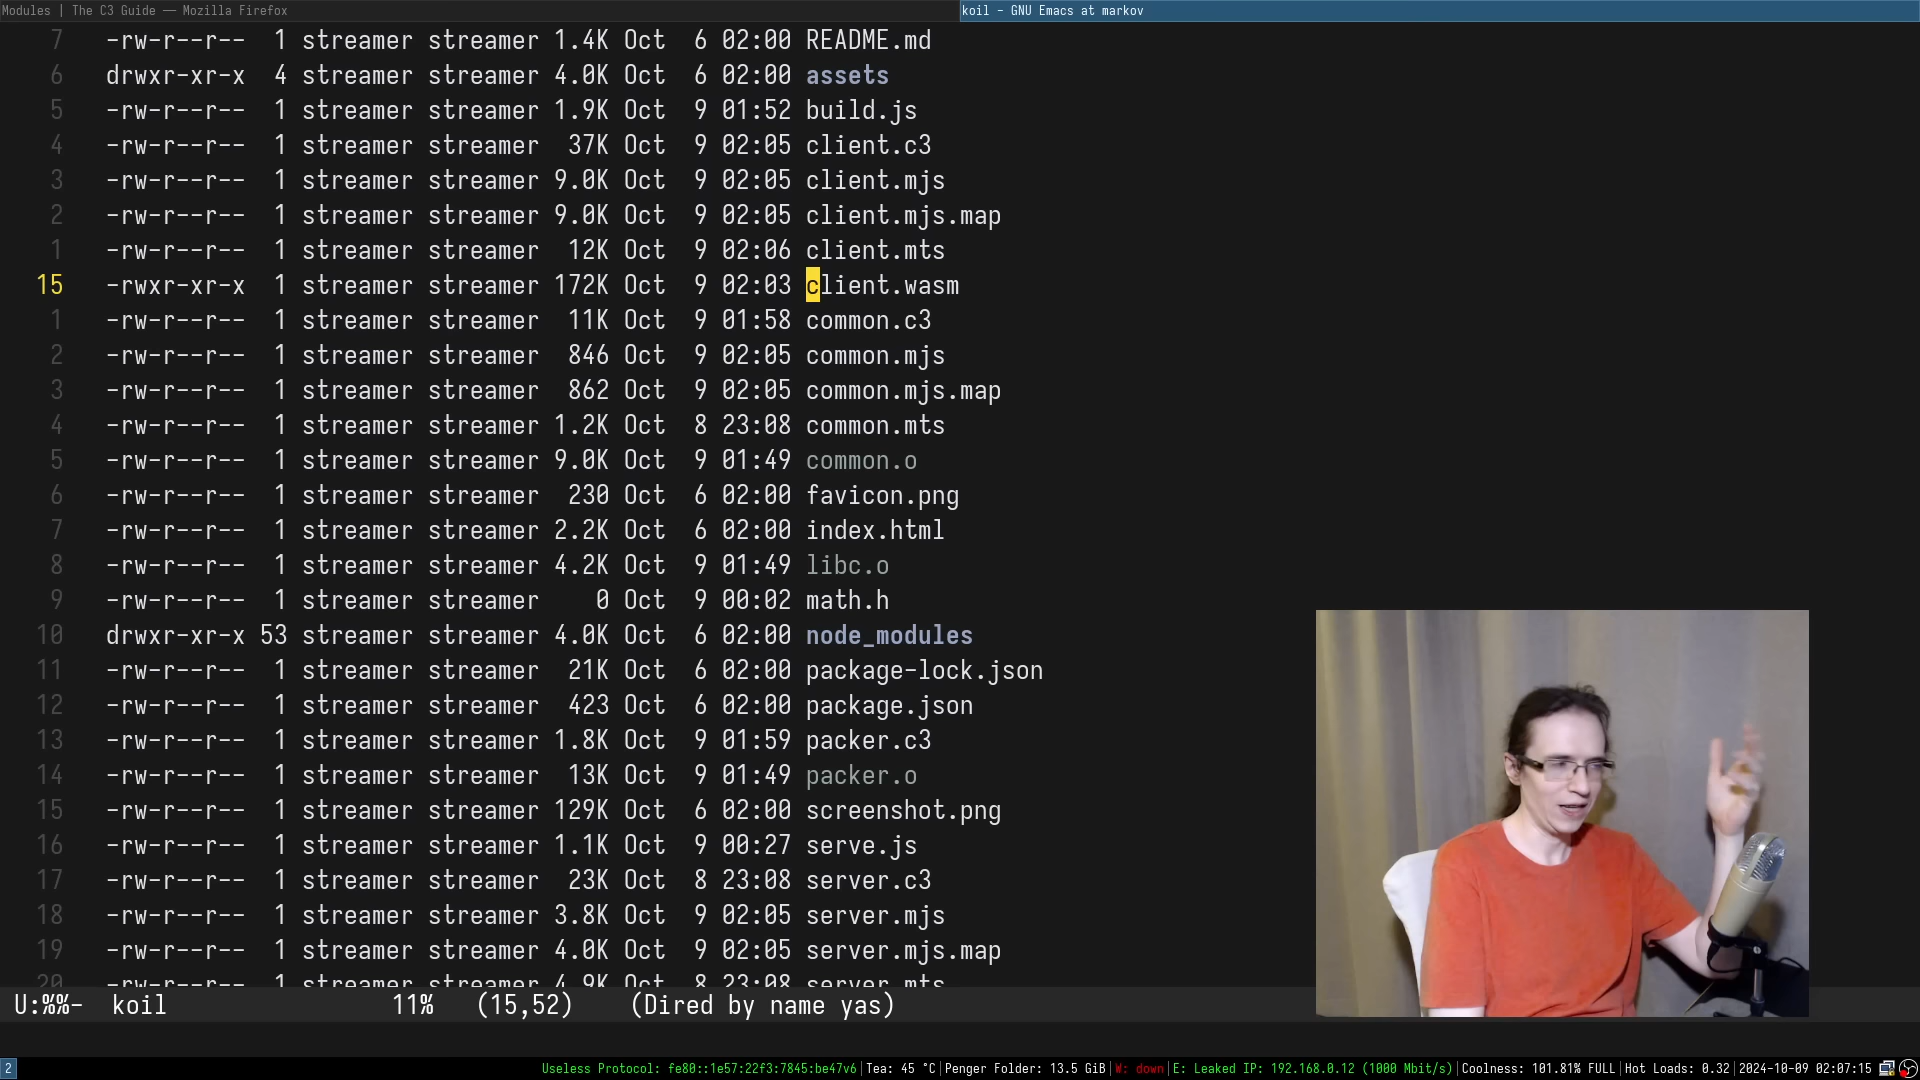 Modules | The C3 Guide — Mozilla Firefox
koil - GNU Emacs at markov
7 -rw-r--r-- 1 streamer streamer 1.4K Oct 6 02:00 README.md
6 drwxr-xr-x 4 streamer streamer 4.0K Oct 6 02:00 assets
5 -rw-r--r-- 1 streamer streamer 1.9K Oct 9 01:52 build.js
4 -rw-r--r-- 1 streamer streamer 37K Oct 9 02:05 client.c3
3 -rw-r--r-- 1 streamer streamer 9.0K Oct 9 02:05 client.mjs
2 -rw-r--r-- 1 streamer streamer 9.0K Oct 9 02:05 client.mjs.map
1 -rw-r--r-- 1 streamer streamer 12K Oct 9 02:06 client.mts
15 -rwxr-xr-x 1 streamer streamer 172K Oct 9 02:03 client.wasm
1 -rw-r--r-- 1 streamer streamer 11K Oct 9 01:58 common.c3
2 -rw-r--r-- 1 streamer streamer 846 Oct 9 02:05 common.mjs
3 -rw-r--r-- 1 streamer streamer 862 Oct 9 02:05 common.mjs.map
4 -rw-r--r-- 1 streamer streamer 1.2K Oct 8 23:08 common.mts
5 -rw-r--r-- 1 streamer streamer 9.0K Oct 9 01:49 common.o
6 -rw-r--r-- 1 streamer streamer 230 Oct 6 02:00 favicon.png
7 -rw-r--r-- 1 streamer streamer 2.2K Oct 6 02:00 index.html
8 -rw-r--r-- 1 streamer streamer 4.2K Oct 9 01:49 libc.o
9 -rw-r--r-- 1 streamer streamer 0 Oct 9 00:02 math.h
10 drwxr-xr-x 53 streamer streamer 4.0K Oct 6 02:00 node_modules
11 -rw-r--r-- 1 streamer streamer 21K Oct 6 02:00 package-lock.json
12 -rw-r--r-- 1 streamer streamer 423 Oct 6 02:00 package.json
13 -rw-r--r-- 1 streamer streamer 1.8K Oct 9 01:59 packer.c3
14 -rw-r--r-- 1 streamer streamer 13K Oct 9 01:49 packer.o
15 -rw-r--r-- 1 streamer streamer 129K Oct 6 02:00 screenshot.png
16 -rw-r--r-- 1 streamer streamer 1.1K Oct 9 00:27 serve.js
17 -rw-r--r-- 1 streamer streamer 23K Oct 8 23:08 server.c3
18 -rw-r--r-- 1 streamer streamer 3.8K Oct 9 02:05 server.mjs
19 -rw-r--r-- 1 streamer streamer 4.0K Oct 9 02:05 server.mjs.map
20 -rw-r--r-- 1 streamer streamer 4.9K Oct 8 23:08 server.mts
U:%%- koil 11% (15,52) (Dired by name yas)
2 Useless Protocol: fe80::1e57:22f3:7845:be47v6|Tea: 45 °C|Penger Folder: 13.5 GiB|W: down|E: Leaked IP: 192.168.0.12 (1000 Mbit/s)|Coolness: 101.81% FULL|Hot Loads: 0.32|2024-10-09 02:07:15